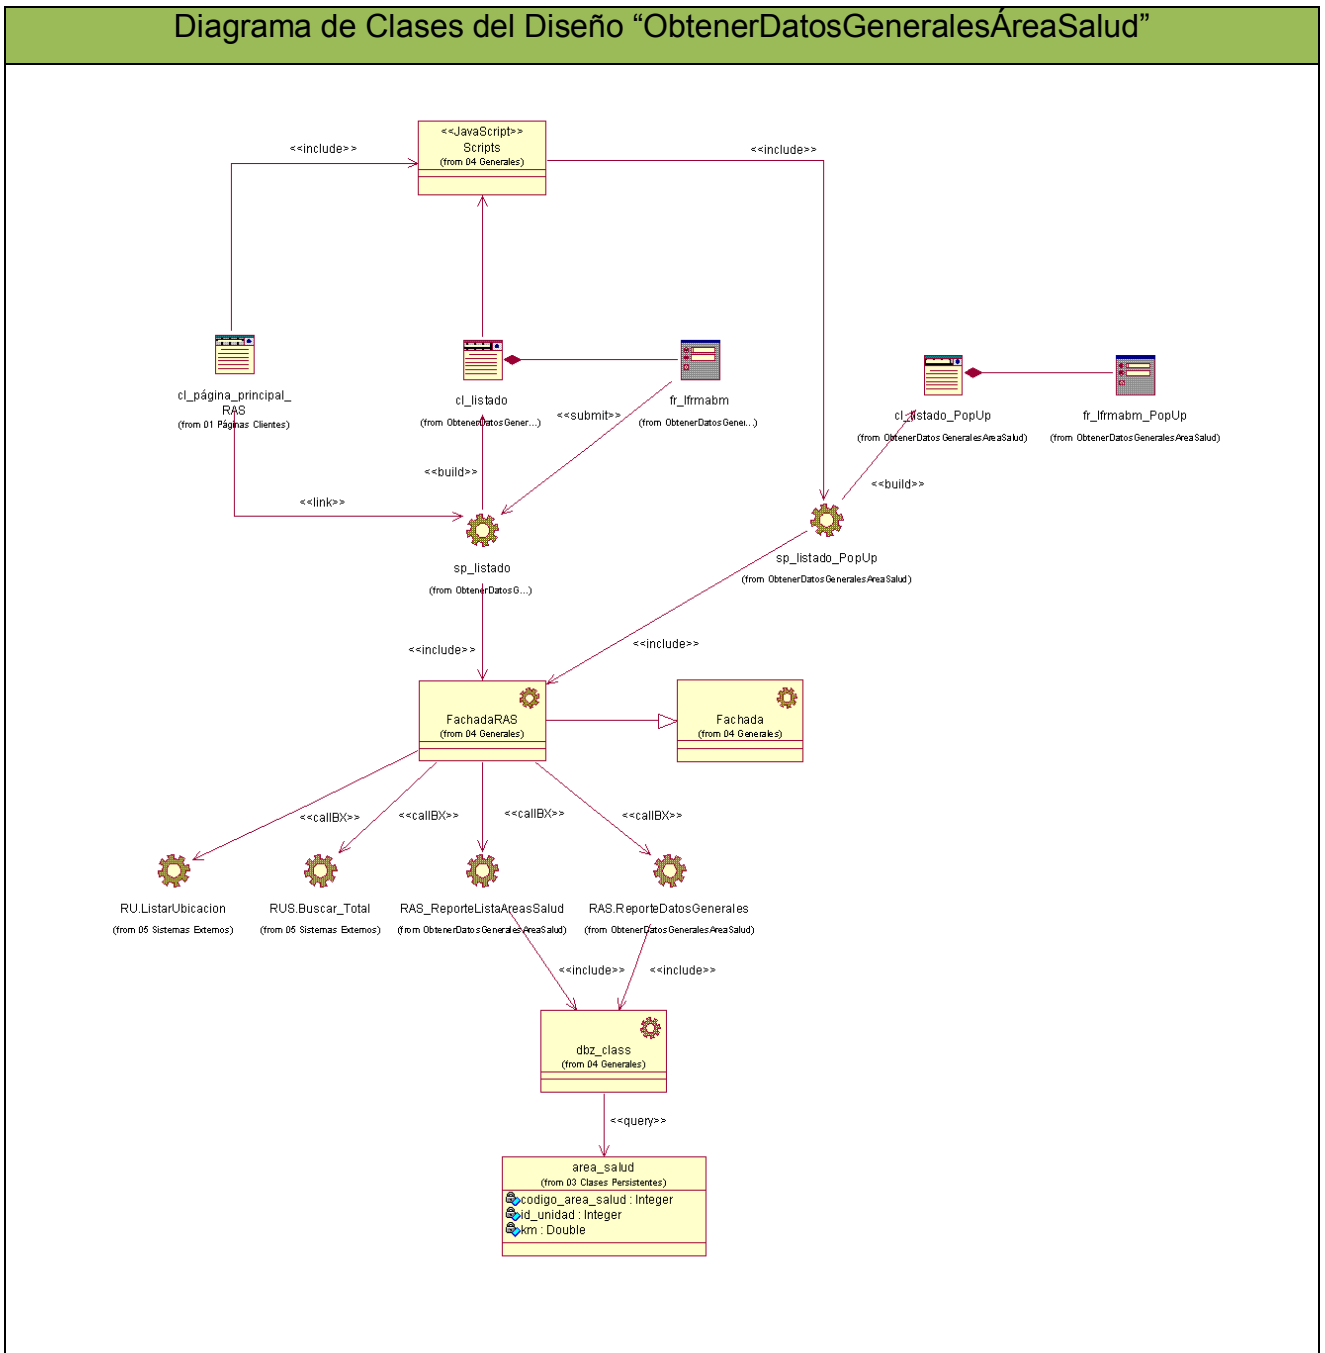 Diagrama de Clases del Diseño “ObtenerDatosGeneralesÁreaSalud”
<<JavaScript>>
Scripts
(from 04 Generales)
<<include>>
<<include>>
cl_página_principal_
RAS
(from 01 Páginas Clientes)
cl_listado
(from ObtenerDatosGener...)
fr_lfrmabm
(from ObtenerDatosGener...)
cl_listado_PopUp
(from ObtenerDatosGeneralesAreaSalud)
fr_lfrmabm_PopUp
(from ObtenerDatosGeneralesAreaSalud)
<<submit>>
<<build>>
<<build>>
<<link>>
sp_listado
(from ObtenerDatosG...)
sp_listado_PopUp
(from ObtenerDatosGeneralesAreaSalud)
<<include>>
<<include>>
FachadaRAS
(from 04 Generales)
Fachada
(from 04 Generales)
<<callBX>>
<<callBX>>
<<callBX>>
<<callBX>>
RU.ListarUbicacion
(from 05 Sistemas Externos)
RUS.Buscar_Total
(from 05 Sistemas Externos)
RAS_ReporteListaAreasSalud
(from ObtenerDatosGeneralesAreaSalud)
RAS.ReporteDatosGenerales
(from ObtenerDatosGeneralesAreaSalud)
<<include>>
<<include>>
dbz_class
(from 04 Generales)
<<query>>
area_salud
(from 03 Clases Persistentes)
codigo_area_salud : Integer
id_unidad : Integer
km : Double